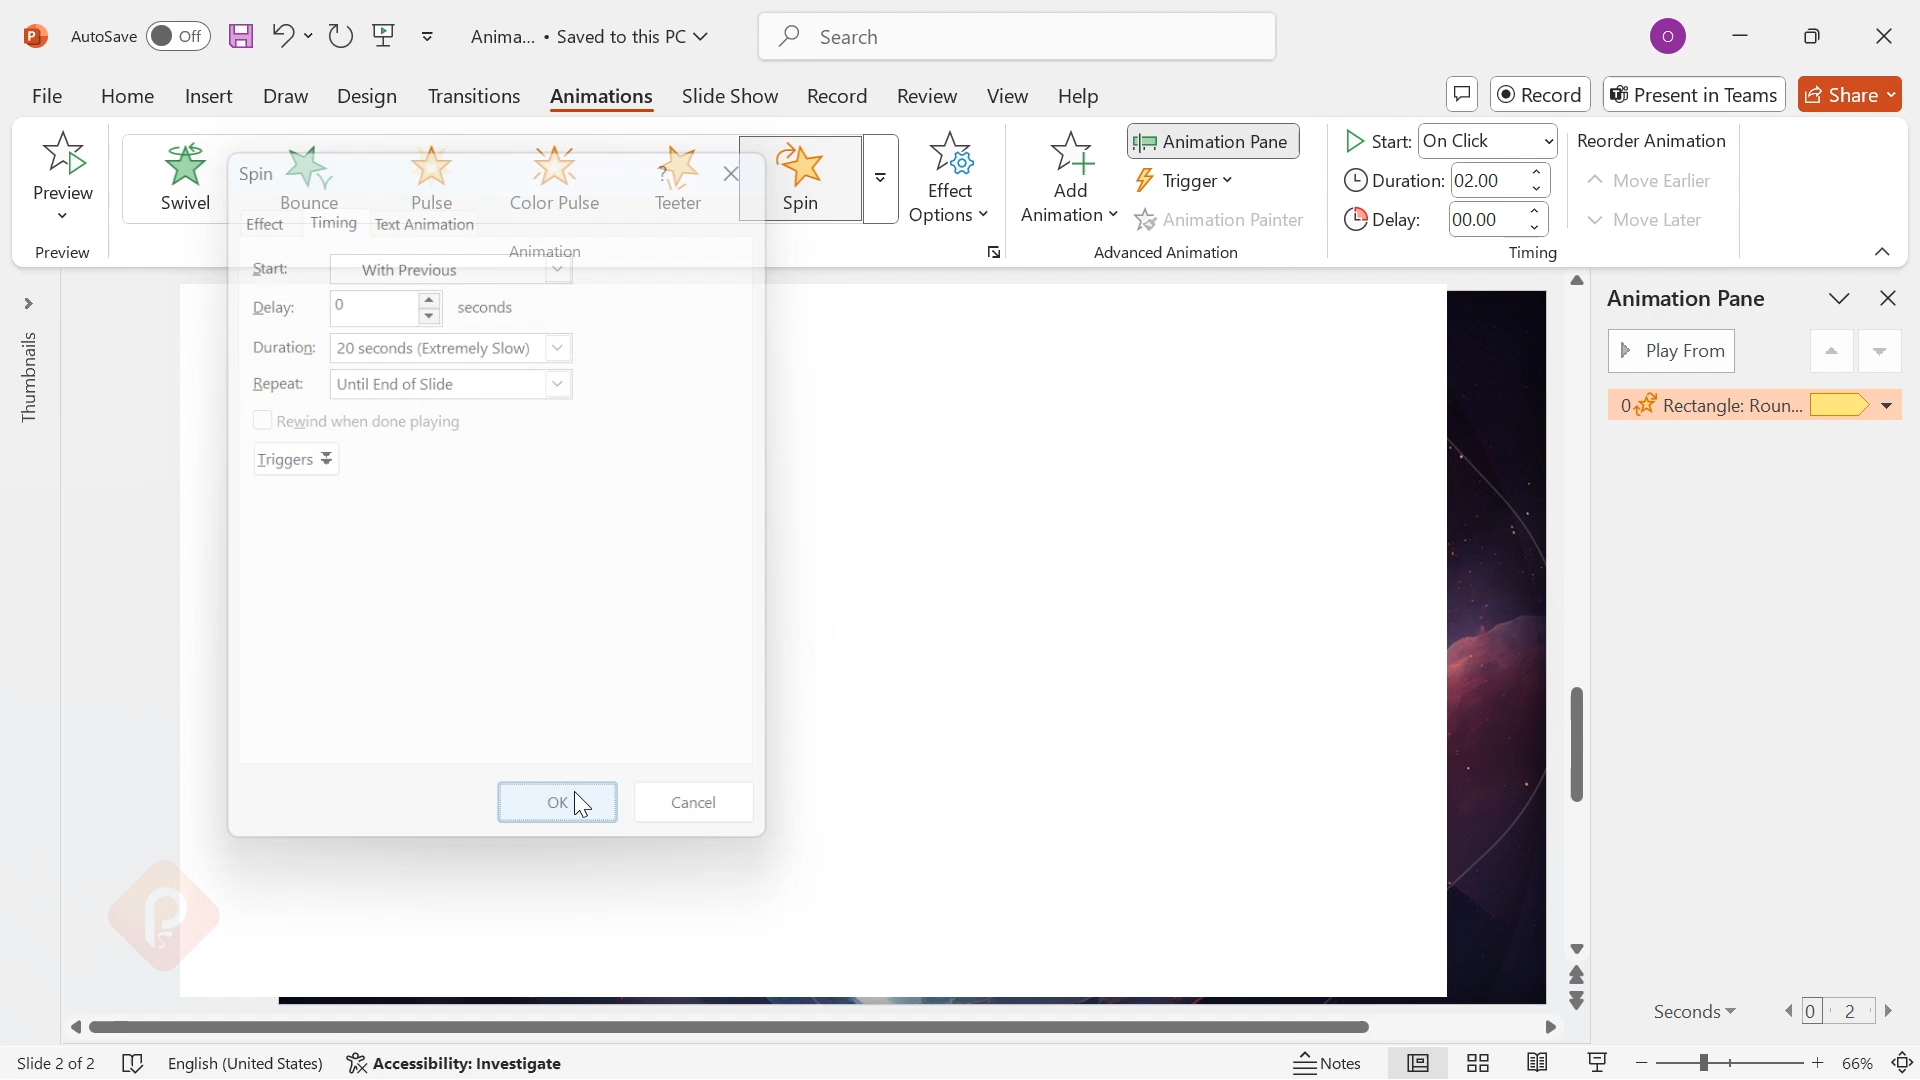 AutoSave Off Anima... • Saved to this PC Search O
File Home Insert Draw Design Transitions Animations Slide Show Record Review View Help Record Present in Teams Share
Preview
Swivel
Bounce
Pulse
Color Pulse
Teeter
Spin
Effect
Options
Add
Animation
Animation Pane
Trigger
Animation Painter
Start: On Click
Duration: 02.00
Delay: 00.00
Reorder Animation
Move Earlier
Move Later
Preview
Animation
Advanced Animation
Timing
Thumbnails
Spin ?
Effect Timing Text Animation
Start: With Previous
Delay: 0 seconds
Duration: 20 seconds (Extremely Slow)
Repeat: Until End of Slide
Rewind when done playing
Triggers
OK Cancel
Animation Pane
Play From
0 Rectangle: Roun...
Seconds 0 2
Slide 2 of 2 English (United States) Accessibility: Investigate Notes 66%